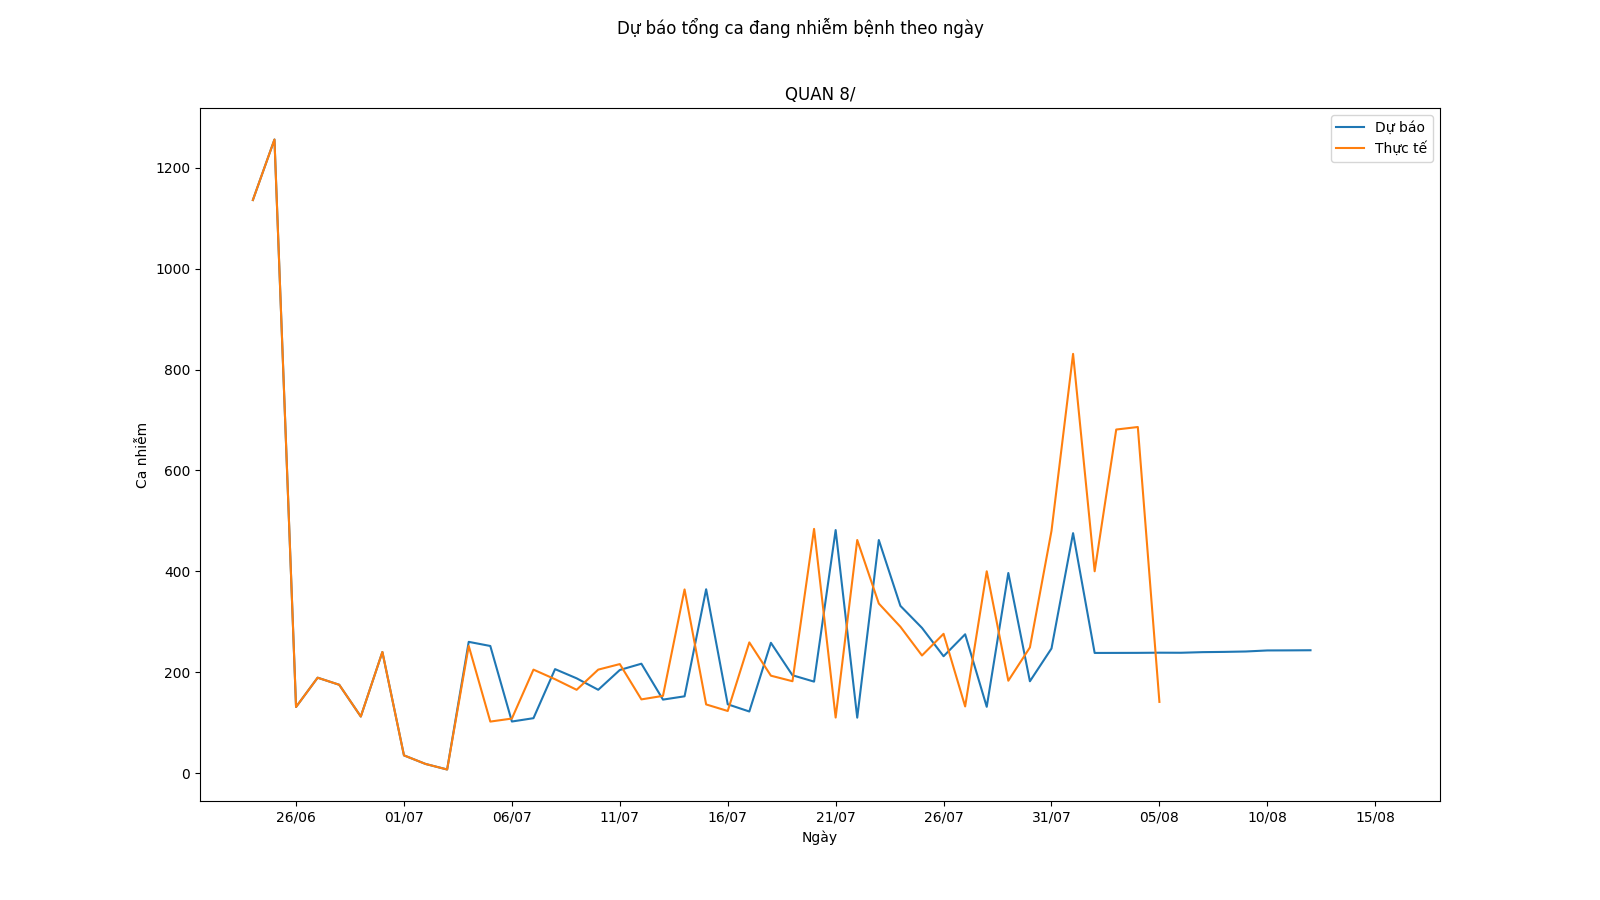 Dự báo tổng ca đang nhiễm bệnh theo ngày
QUAN 8/
Dự báo
Thực tế
1200
1000
800
600
400
200
0
Ca nhiễm
26/06 01/07 06/07 11/07 16/07 21/07 26/07 31/07 05/08 10/08 15/08
Ngày